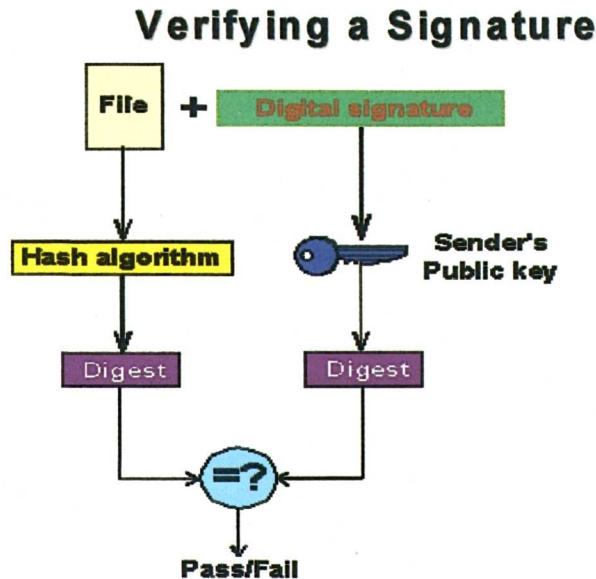 Verifying a Signature
File + Digital signature
Hash algorithm
Sender's
Public key
Digest
Digest
=?
Pass/Fail